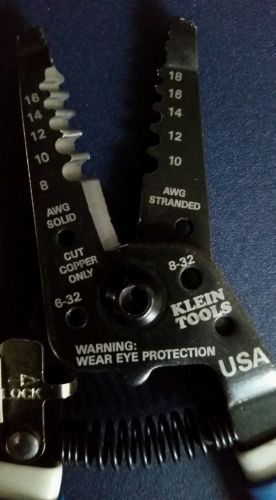 16
14
12
10
8
AWG
SOLID
CUT
COPPER
ONLY
18
16
14
12
10
AWG
STRANDED
6-32
8-32
KLEIN
TOOLS
WARNING:
WEAR EYE PROTECTION
USA
LOCK